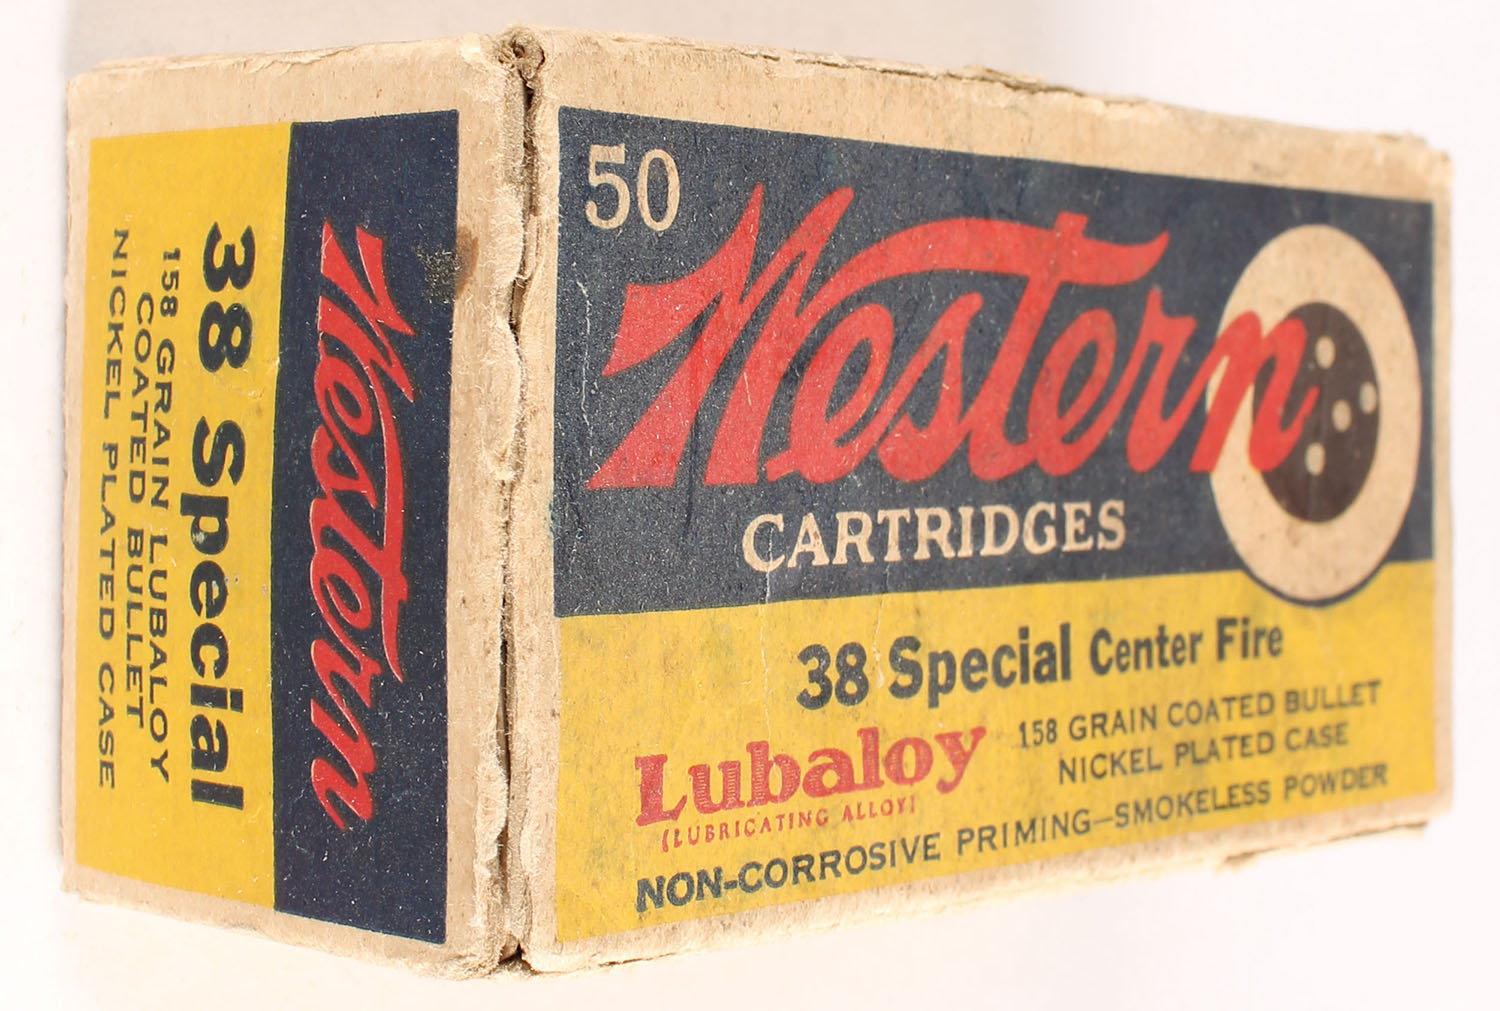 Western
38 Special
158 GRAIN LUBALOY
COATED BULLET
NICKEL PLATED CASE
50
Western
CARTRIDGES
38 Special Center Fire
Lubaloy
(LUBRICATING ALLOY)
158 GRAIN COATED BULLET
NICKEL PLATED CASE
NON-CORROSIVE PRIMING—SMOKELESS POWDER